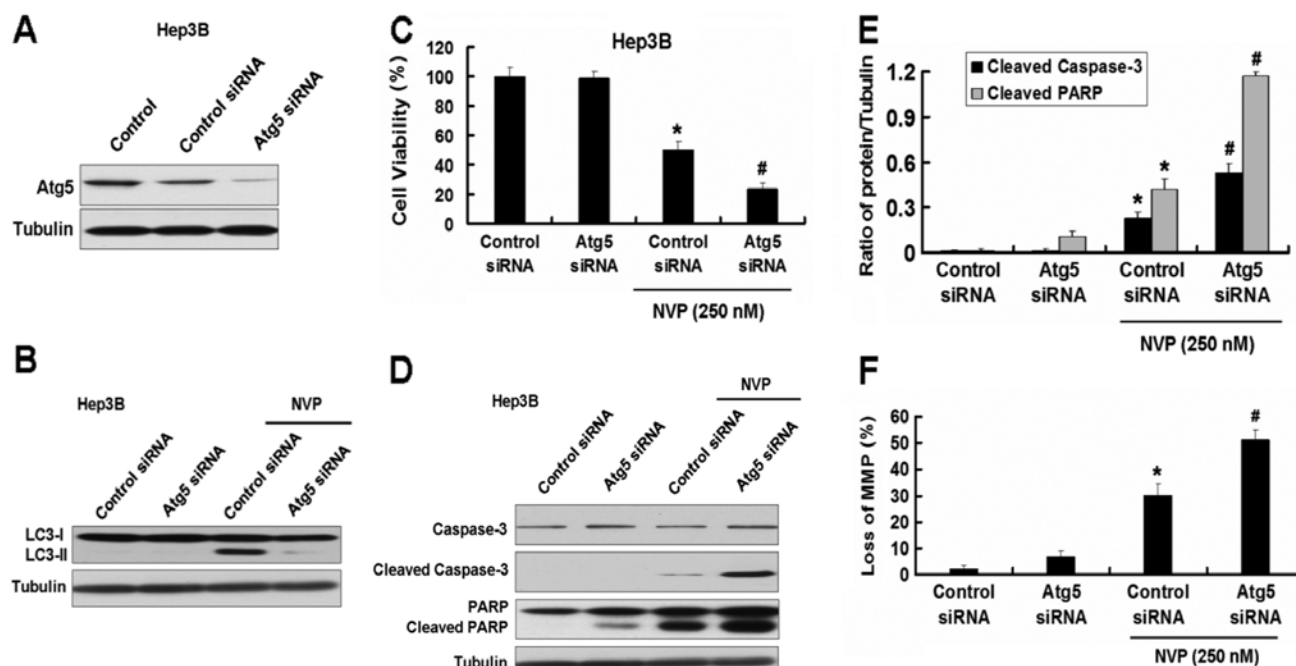 A
Hep3B
Control
Control siRNA
Atg5 siRNA
Atg5
Tubulin
B
Hep3B
NVP
Control siRNA
Atg5 siRNA
Control siRNA
Atg5 siRNA
LC3-I
LC3-II
Tubulin
C
Hep3B
Cell Viability (%)
120
100
80
60
40
20
0
*
#
Control
siRNA
Atg5
siRNA
Control
siRNA
Atg5
siRNA
NVP (250 nM)
D
Hep3B
NVP
Control siRNA
Atg5 siRNA
Control siRNA
Atg5 siRNA
Caspase-3
Cleaved Caspase-3
PARP
Cleaved PARP
Tubulin
E
Ratio of protein/Tubulin
1.2
0.9
0.6
0.3
0
Cleaved Caspase-3
Cleaved PARP
*
*
#
#
Control
siRNA
Atg5
siRNA
Control
siRNA
Atg5
siRNA
NVP (250 nM)
F
Loss of MMP (%)
60
50
40
30
20
10
0
*
#
Control
siRNA
Atg5
siRNA
Control
siRNA
Atg5
siRNA
NVP (250 nM)